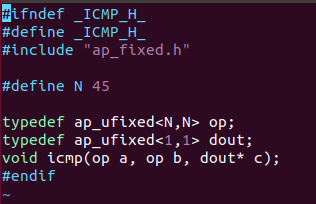 #ifndef _ICMP_H_
#define _ICMP_H_
#include "ap_fixed.h"
#define N 45
typedef ap_ufixed<N,N> op;
typedef ap_ufixed<1,1> dout;
void icmp(op a, op b, dout* c);
#endif
~